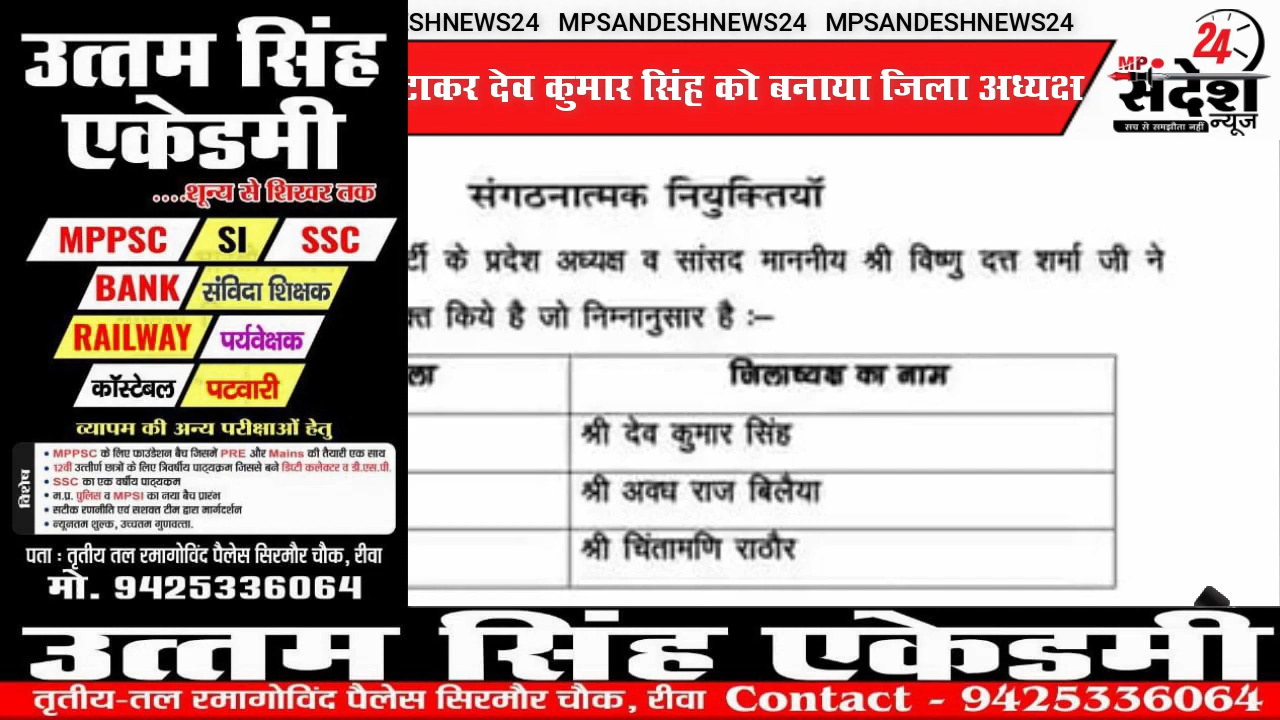 उत्तम सिंह
एकेडमी
....शून्य से शिखर तक
MPPSC SI SSC
BANK संविदा शिक्षक
RAILWAY पर्यवेक्षक
कॉस्टेबल पटवारी
व्यापम की अन्य परीक्षाओं हेतु
विशेष
• MPPSC के लिए फाउंडेशन बैच जिसमें PRE और Mains की तैयारी एक साथ
• 12वी उत्तीर्ण छात्रों के लिए त्रिवर्षीय पाठ्यक्रम जिससे बने डिप्टी कलेक्टर व डी.एस.पी.
• SSC का एक वर्षीय पाठ्यकम
• म.प्र. पुलिस व MPSI का नया बैच प्रारंभ
• सटीक रणनीति एवं सशक्त टीम द्वारा मार्गदर्शन
• न्यूनतम शुल्क, उच्चतम गुणवत्ता.
पता : तृतीय तल रमागोविंद पैलेस सिरमौर चौक, रीवा
मो. 9425336064
SHNEWS24 MPSANDESHNEWS24 MPSANDESHNEWS24
टाकर देव कुमार सिंह को बनाया जिला अध्यक्ष
24
MP
संदेश
न्यूज
सच से समझौता नहीं
संगठनात्मक नियुक्तियॉ
र्टी के प्रदेश अध्यक्ष व सांसद माननीय श्री विष्णु दत्त शर्मा जी ने
क्त किये है जो निम्नानुसार है :–
ला जिलाध्यक्ष का नाम
श्री देव कुमार सिंह
श्री अवध राज बिलैया
श्री चिंतामणि राठौर
उत्तम सिंह एकेडमी
तृतीय-तल रमागोविंद पैलेस सिरमौर चौक, रीवा Contact - 9425336064